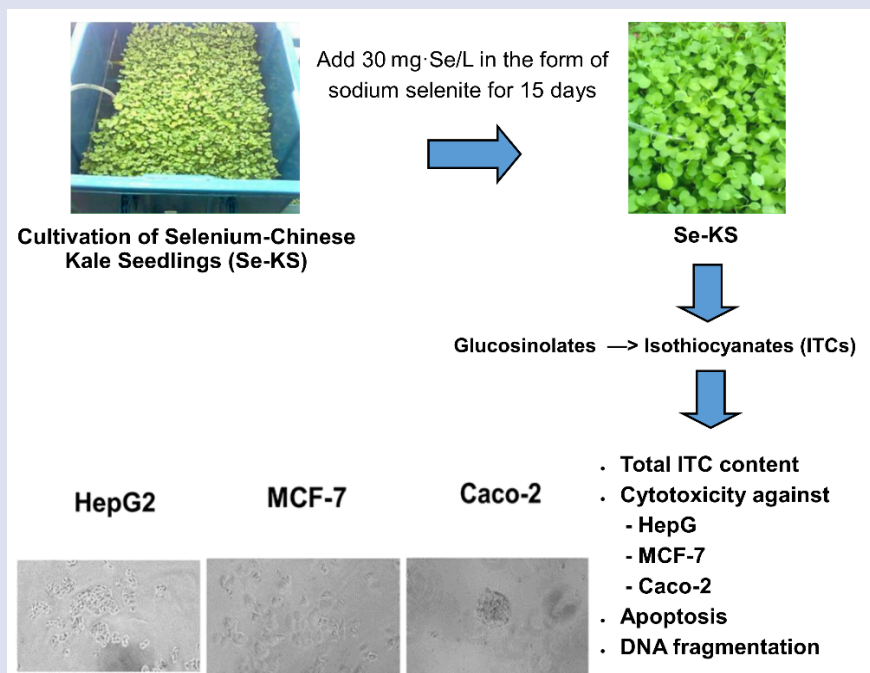 Add 30 mg·Se/L in the form of
sodium selenite for 15 days
Cultivation of Selenium-Chinese
Kale Seedlings (Se-KS)
Se-KS
Glucosinolates —> Isothiocyanates (ITCs)
HepG2
MCF-7
Caco-2
• Total ITC content
• Cytotoxicity against
- HepG
- MCF-7
- Caco-2
• Apoptosis
• DNA fragmentation